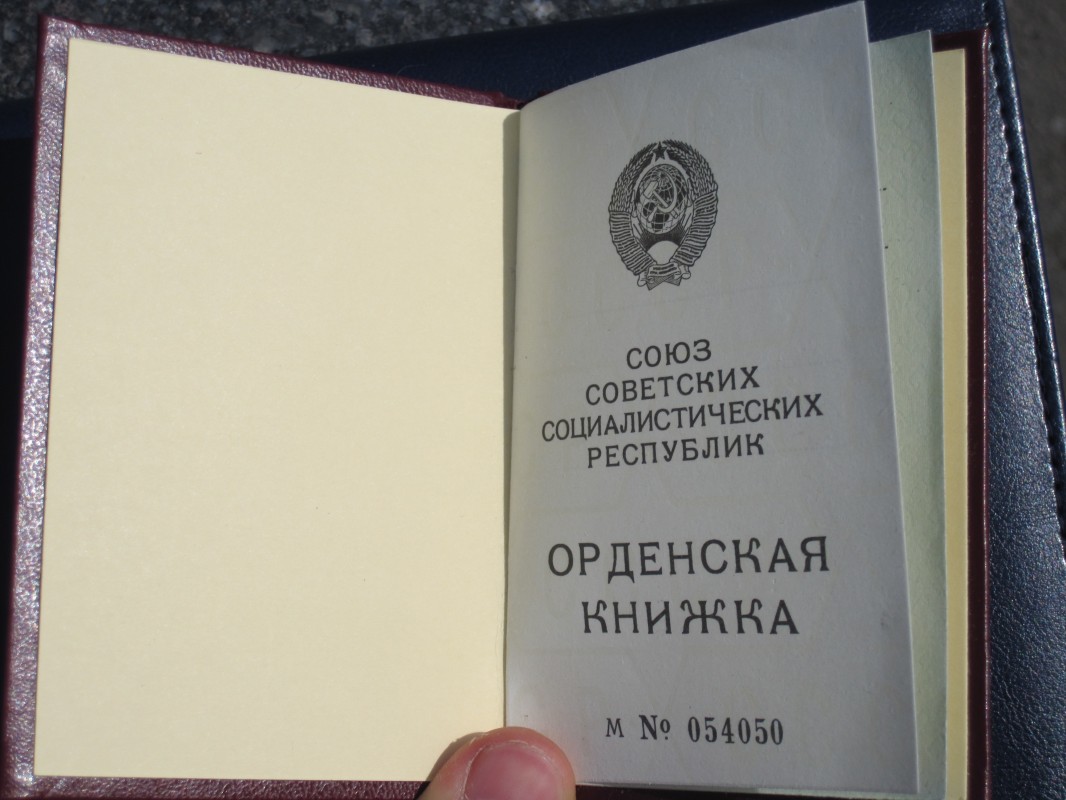 СОЮЗ
СОВЕТСКИХ
СОЦИАЛИСТИЧЕСКИХ
РЕСПУБЛИК
ОРДЕНСКАЯ
КНИЖКА
М № 054050